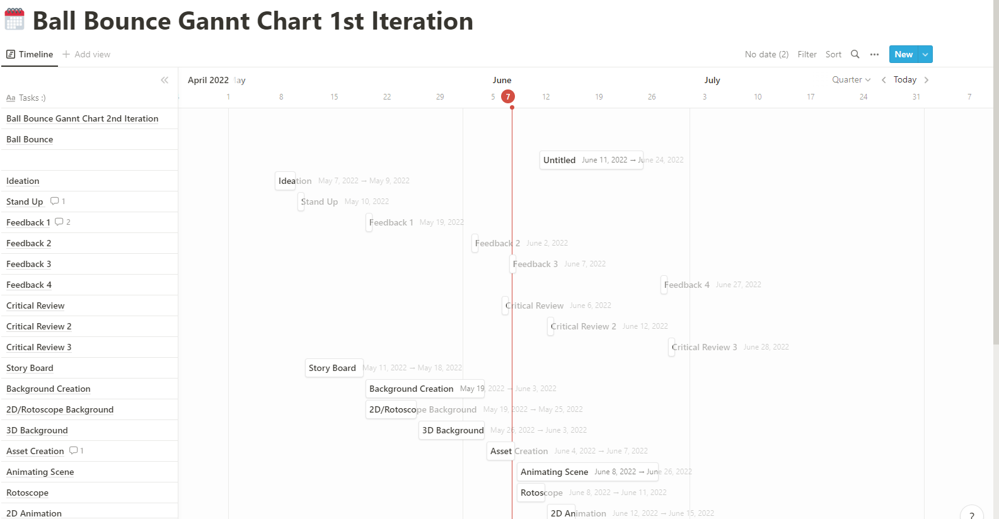 Ball Bounce Gannt Chart 1st Iteration
Timeline + Add view No date (2) Filter Sort New
April 2022 1ay June July Quarter Today
Aa Tasks :) 1 8 15 22 29 5 7 12 19 26 3 10 17 24 31 7
Ball Bounce Gannt Chart 2nd Iteration
Ball Bounce
Untitled June 11, 2022 → June 24, 2022
Ideation Ideation May 7, 2022 → May 9, 2022
Stand Up 1 Stand Up May 10, 2022
Feedback 1 2 Feedback 1 May 19, 2022
Feedback 2 Feedback 2 June 2, 2022
Feedback 3 Feedback 3 June 7, 2022
Feedback 4 Feedback 4 June 27, 2022
Critical Review Critical Review June 6, 2022
Critical Review 2 Critical Review 2 June 12, 2022
Critical Review 3 Critical Review 3 June 28, 2022
Story Board Story Board May 11, 2022 → May 18, 2022
Background Creation Background Creation May 19, 2022 → June 3, 2022
2D/Rotoscope Background 2D/Rotoscope Background May 19, 2022 → May 25, 2022
3D Background 3D Background May 26, 2022 → June 3, 2022
Asset Creation 1 Asset Creation June 4, 2022 → June 7, 2022
Animating Scene Animating Scene June 8, 2022 → June 26, 2022
Rotoscope Rotoscope June 8, 2022 → June 11, 2022
2D Animation 2D Animation June 12, 2022 → June 15, 2022
?